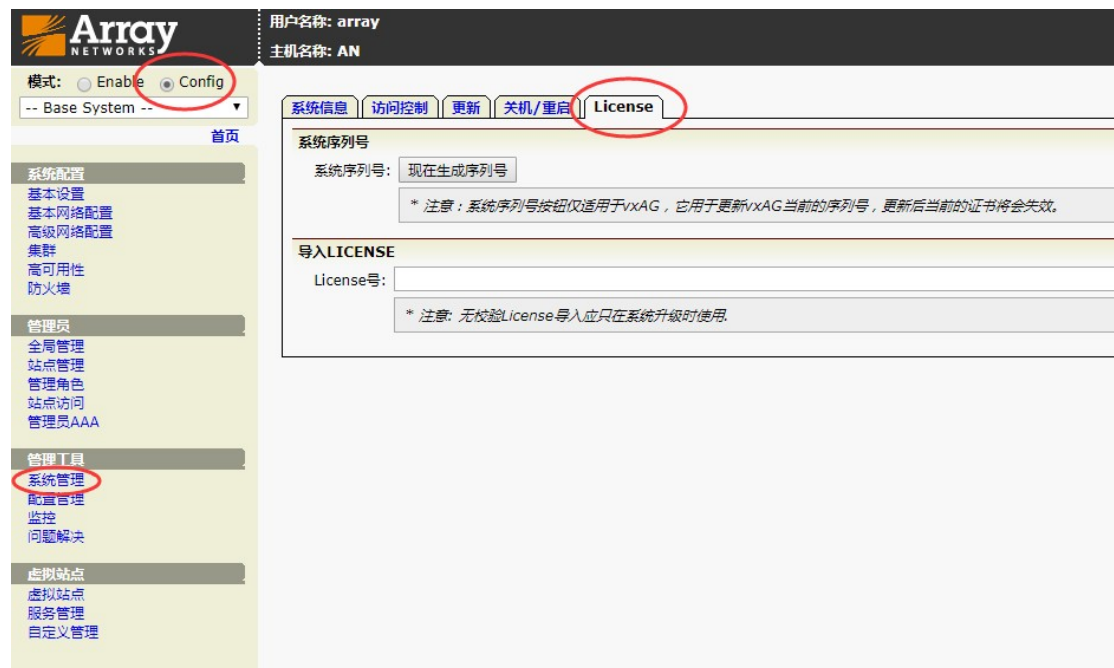 Array
NETWORKS
用户名称: array
主机名称: AN
模式: Enable Config
-- Base System --
首页
系统配置
基本设置
基本网络配置
高级网络配置
集群
高可用性
防火墙
管理员
全局管理
站点管理
管理角色
站点访问
管理员AAA
管理工具
系统管理
配置管理
监控
问题解决
虚拟站点
虚拟站点
服务管理
自定义管理
系统信息 访问控制 更新 关机/重启 License
系统序列号
系统序列号: 现在生成序列号
* 注意：系统序列号按钮仅适用于vxAG，它用于更新vxAG当前的序列号，更新后当前的证书将会失效。
导入LICENSE
License号:
* 注意: 无校验License导入应只在系统升级时使用.